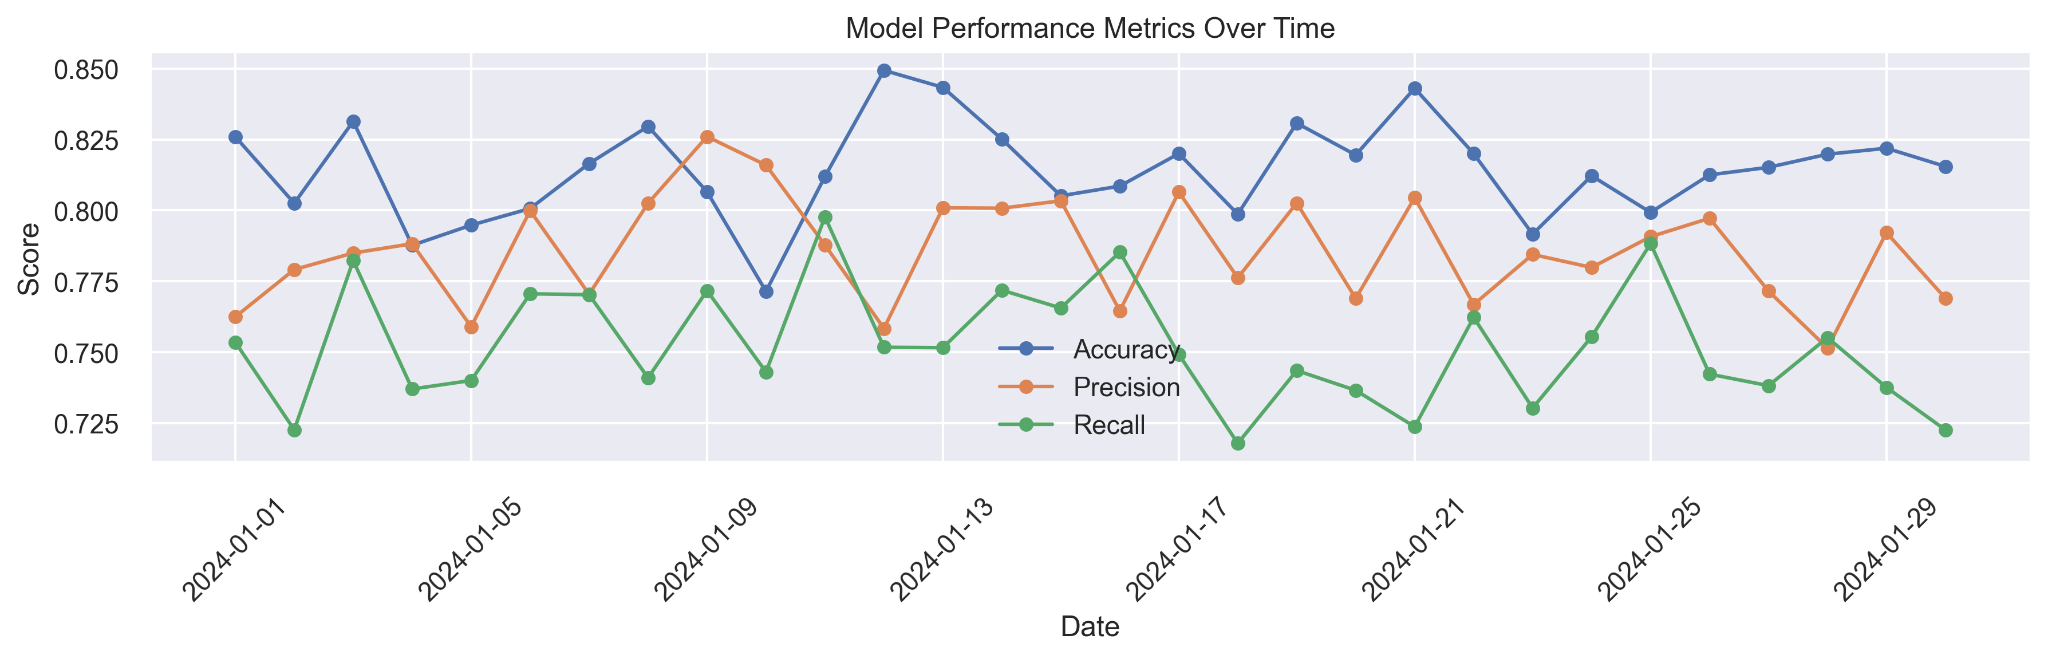 Model Performance Metrics Over Time
Score
0.850
0.825
0.800
0.775
0.750
0.725
Accuracy
Precision
Recall
2024-01-01
2024-01-05
2024-01-09
2024-01-13
2024-01-17
2024-01-21
2024-01-25
2024-01-29
Date